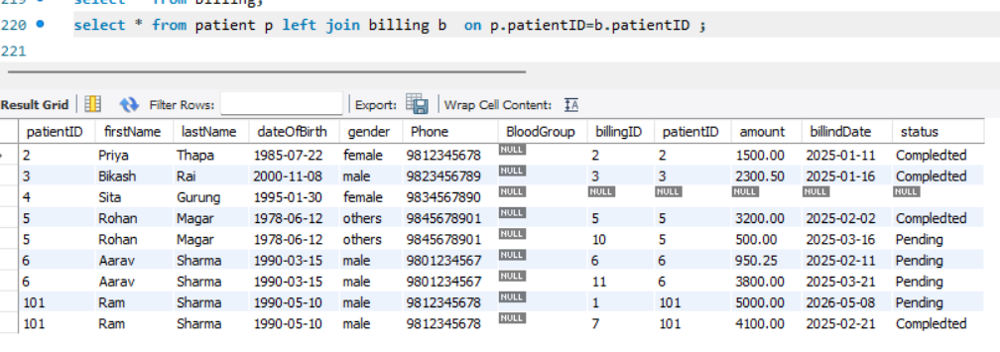 219 select * from billing;
220 select * from patient p left join billing b on p.patientID=b.patientID ;
221
Result Grid Filter Rows: Export: Wrap Cell Content:
patientID firstName lastName dateOfBirth gender Phone BloodGroup billingID patientID amount billindDate status
2 Priya Thapa 1985-07-22 female 9812345678 NULL 2 2 1500.00 2025-01-11 Compledted
3 Bikash Rai 2000-11-08 male 9823456789 NULL 3 3 2300.50 2025-01-16 Compledted
4 Sita Gurung 1995-01-30 female 9834567890 NULL NULL NULL NULL NULL NULL
5 Rohan Magar 1978-06-12 others 9845678901 NULL 5 5 3200.00 2025-02-02 Compledted
5 Rohan Magar 1978-06-12 others 9845678901 NULL 10 5 500.00 2025-03-16 Pending
6 Aarav Sharma 1990-03-15 male 9801234567 NULL 6 6 950.25 2025-02-11 Pending
6 Aarav Sharma 1990-03-15 male 9801234567 NULL 11 6 3800.00 2025-03-21 Pending
101 Ram Sharma 1990-05-10 male 9812345678 NULL 1 101 5000.00 2026-05-08 Pending
101 Ram Sharma 1990-05-10 male 9812345678 NULL 7 101 4100.00 2025-02-21 Compledted